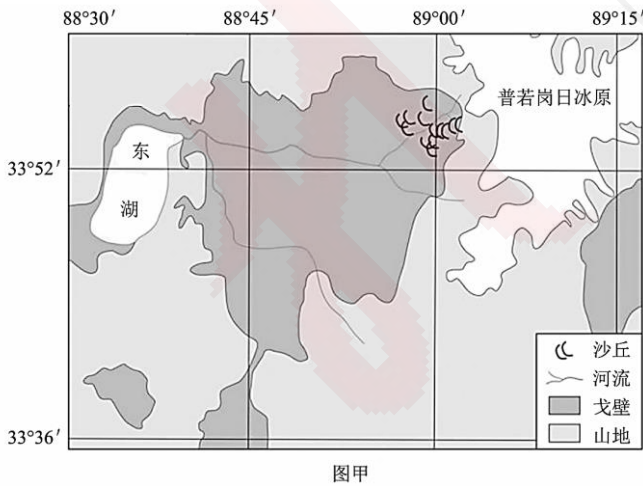 88°30′ 88°45′ 89°00′ 89°15′
普若岗日冰原
东
湖
33°52′
沙丘
河流
戈壁
山地
33°36′
图甲